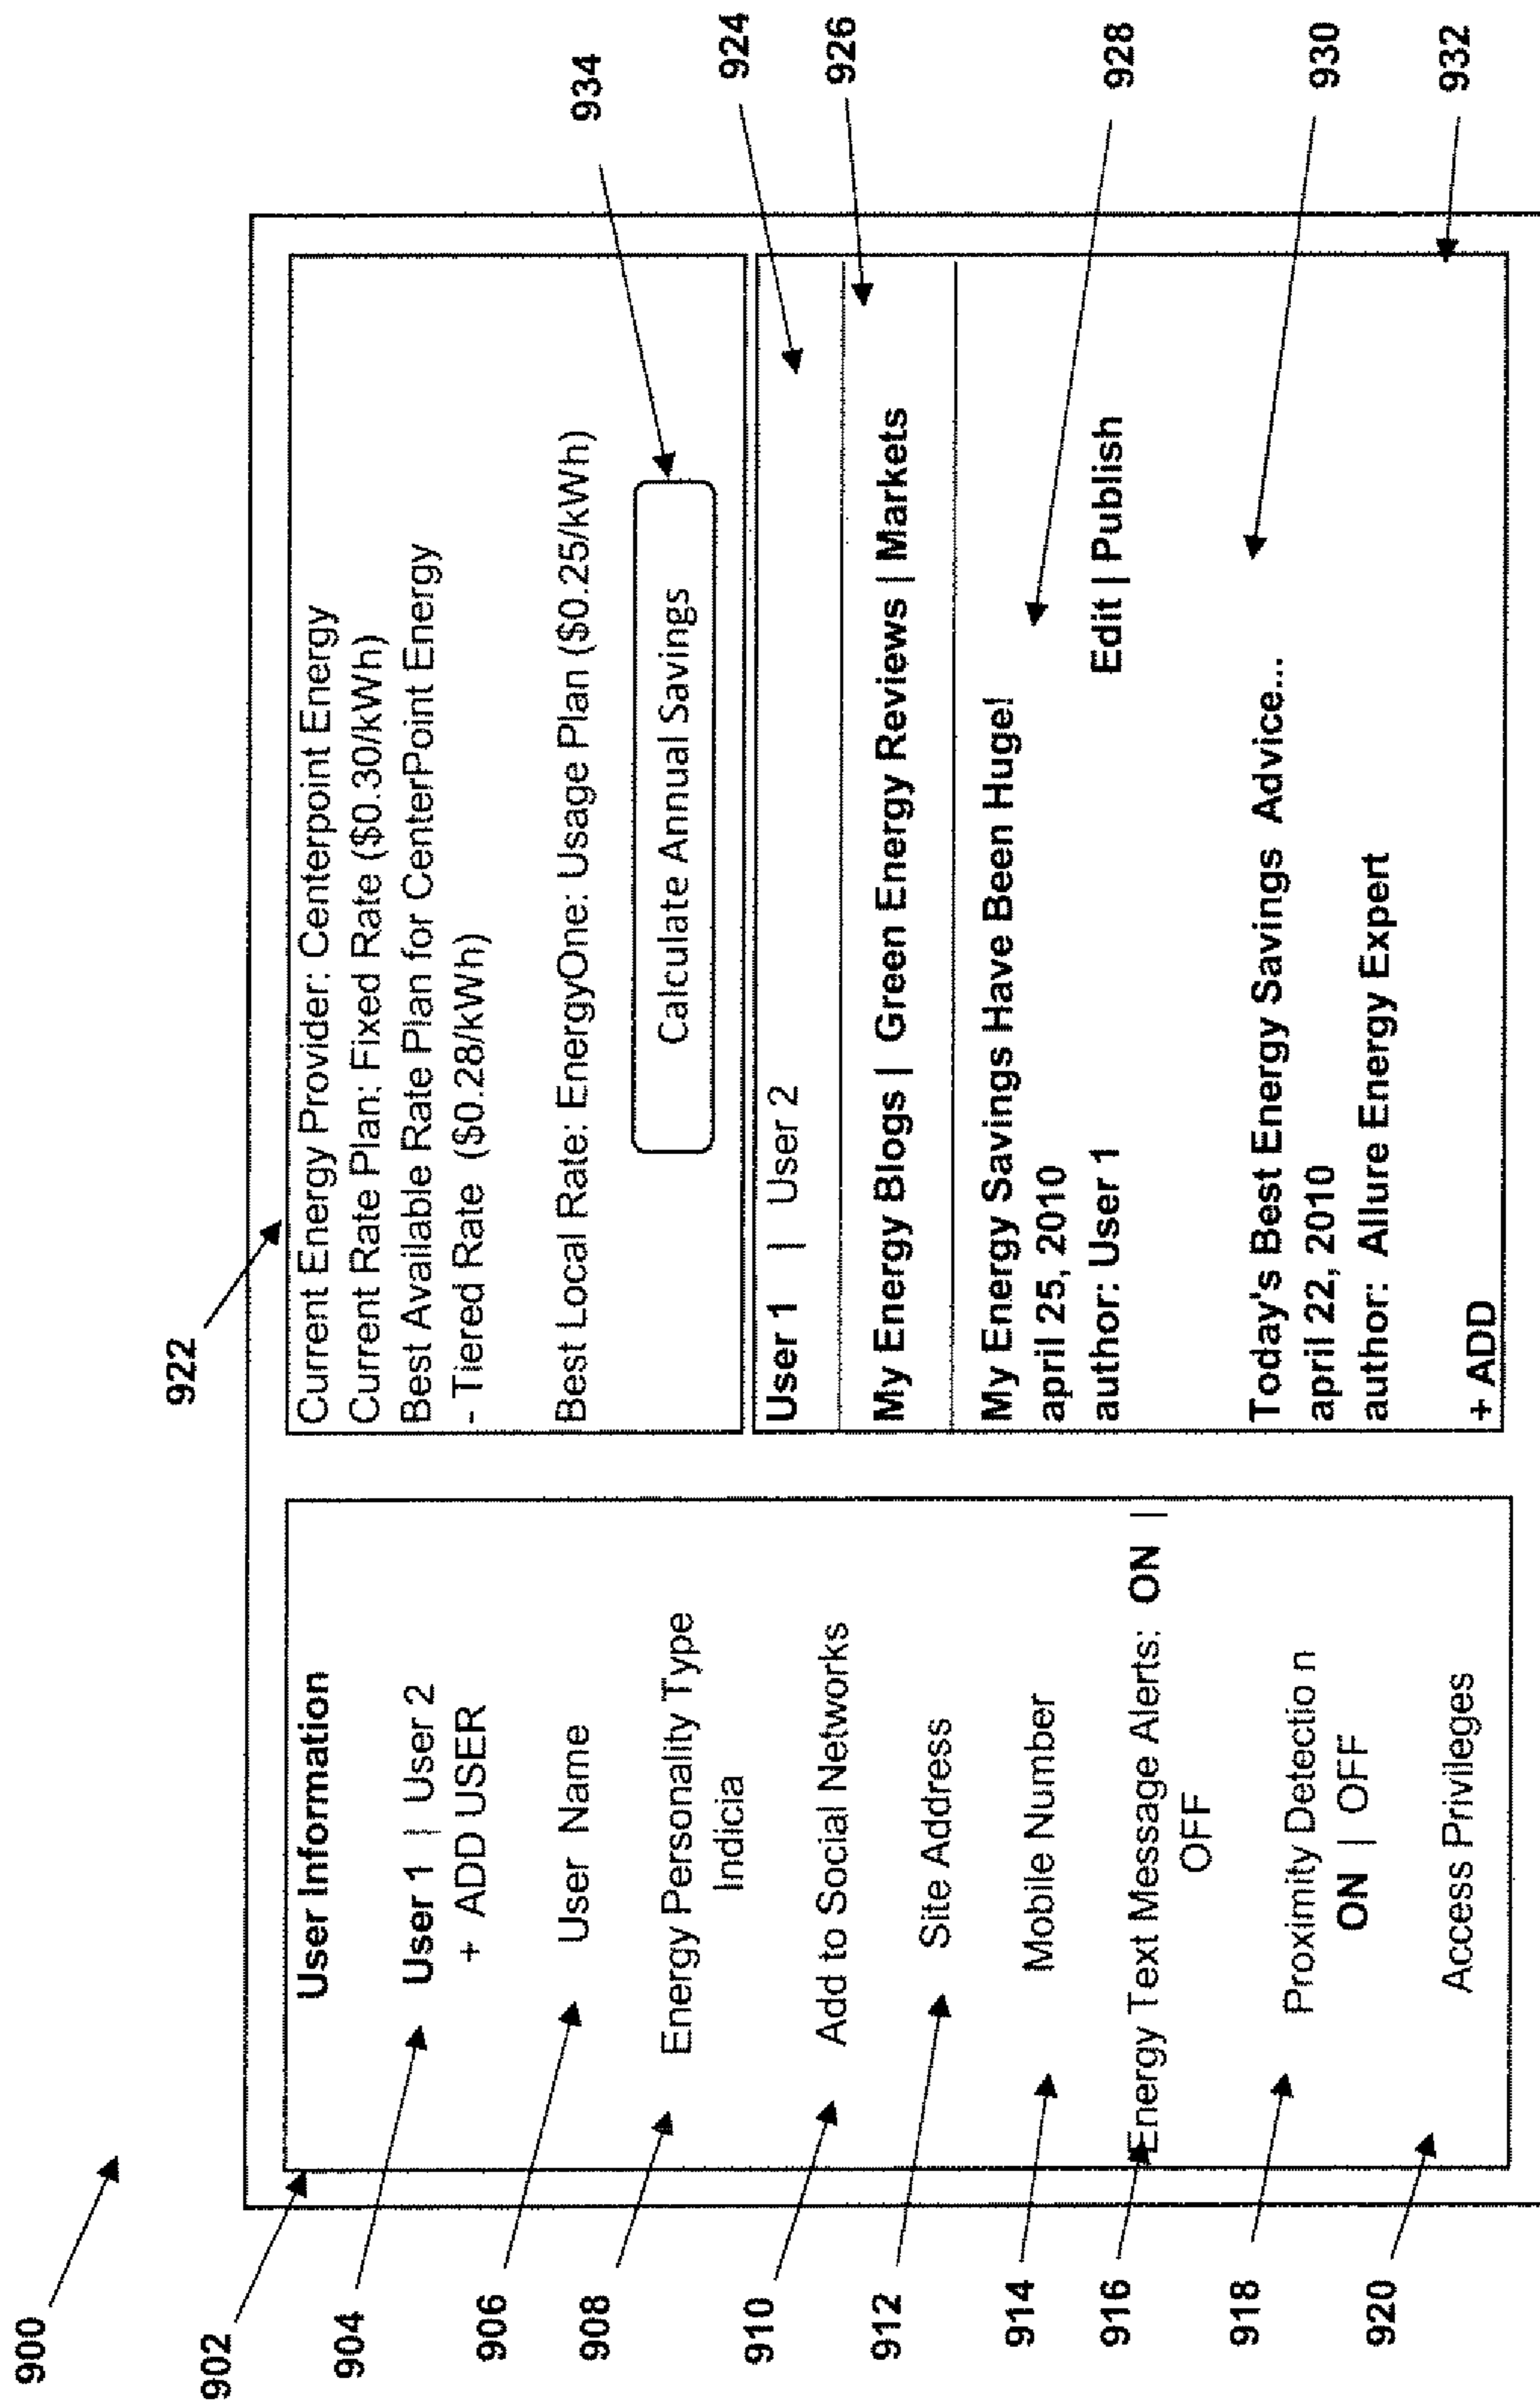 900
902
User Information
904
User 1 | User 2
+ ADD USER
906
User Name
908
Energy Personality Type
Indicia
910
Add to Social Networks
912
Site Address
914
Mobile Number
916
Energy Text Message Alerts: ON |
OFF
918
Proximity Detectio n
ON | OFF
920
Access Privileges
922
Current Energy Provider: Centerpoint Energy
Current Rate Plan: Fixed Rate ($0.30/kWh)
Best Available Rate Plan for CenterPoint Energy
- Tiered Rate ($0.28/kWh)
Best Local Rate: EnergyOne: Usage Plan ($0.25/kWh)
Calculate Annual Savings
934
User 1 | User 2
924
My Energy Blogs | Green Energy Reviews | Markets
926
My Energy Savings Have Been Huge!
april 25, 2010
author: User 1
Edit | Publish
928
Today's Best Energy Savings Advice...
april 22, 2010
author: Allure Energy Expert
930
+ ADD
932